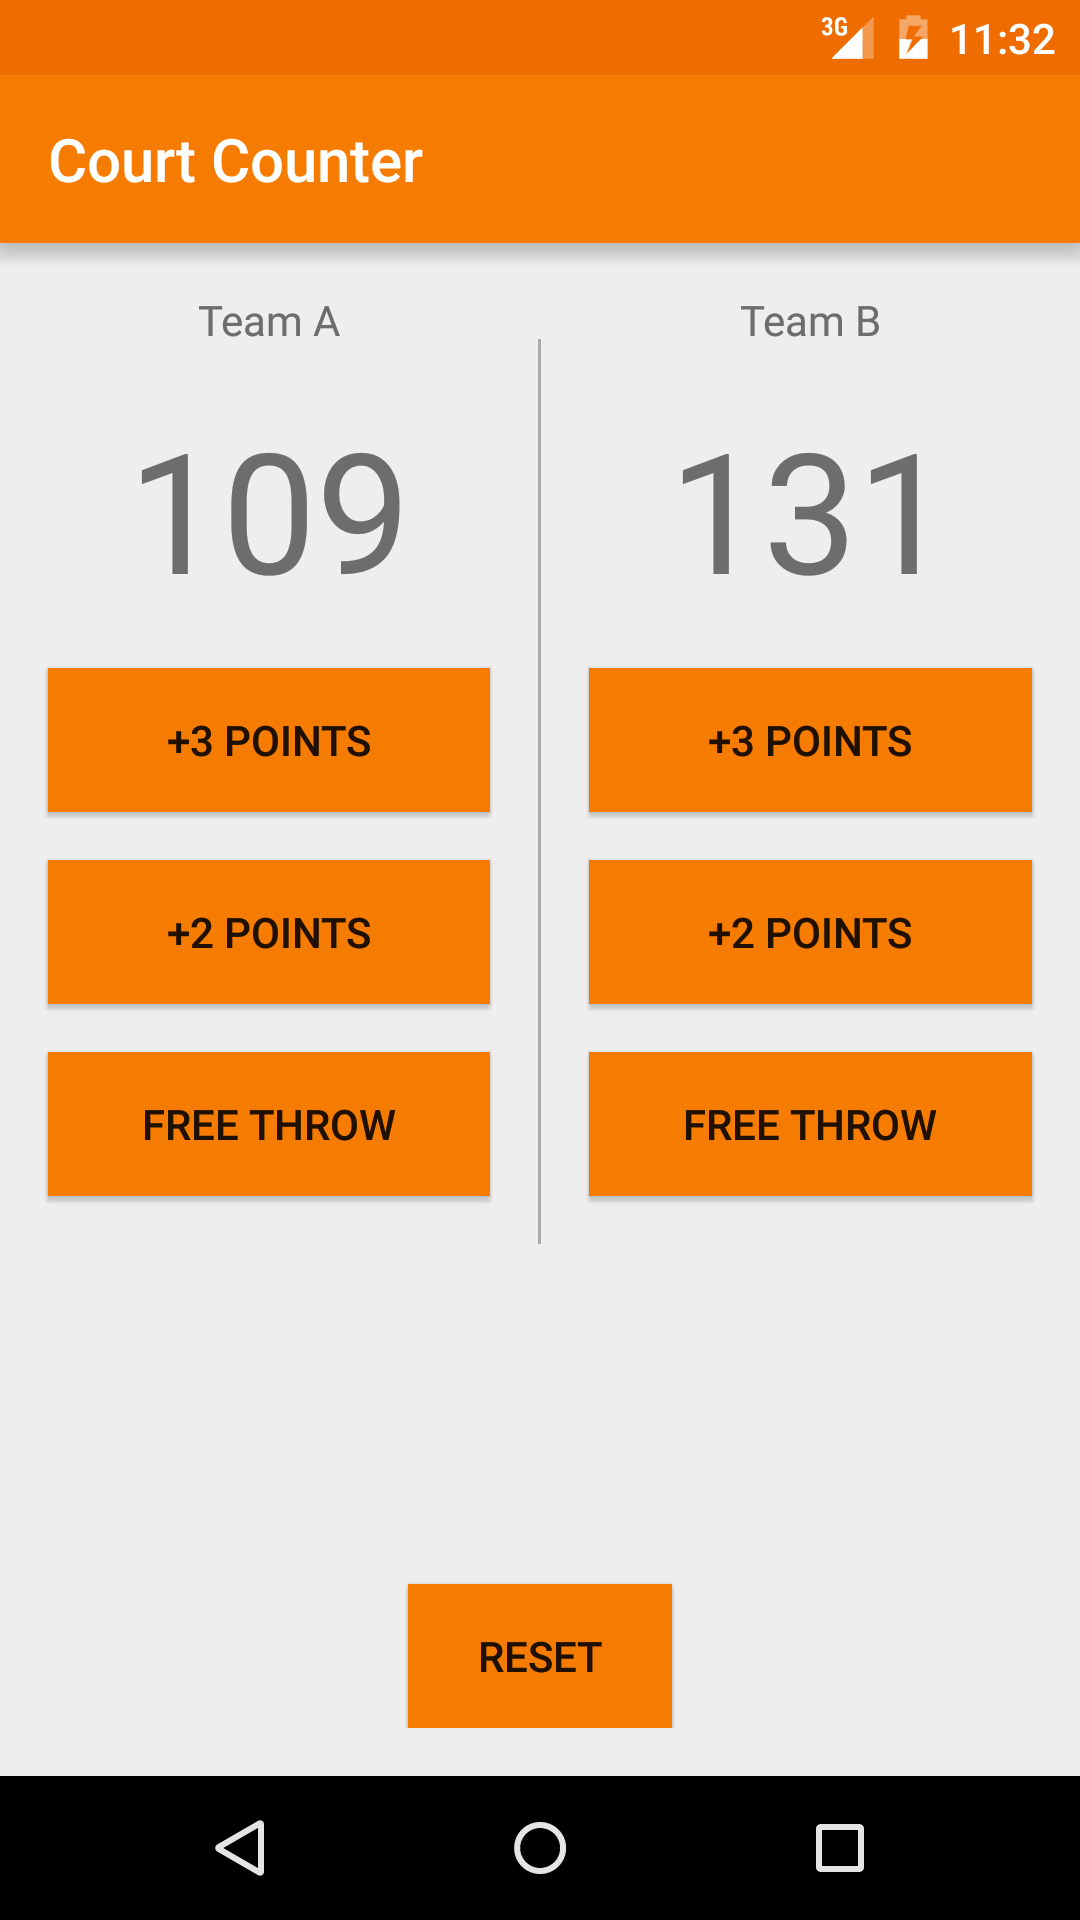 3G 11:32
Court Counter
Team A Team B
109 131
+3 POINTS +3 POINTS
+2 POINTS +2 POINTS
FREE THROW FREE THROW
RESET